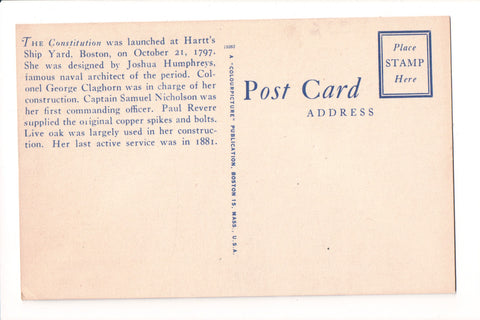 THE Constitution was launched at Hartt's
Ship Yard, Boston, on October 21, 1797.
She was designed by Joshua Humphreys,
famous naval architect of the period. Col-
onel George Claghorn was in charge of her
construction. Captain Samuel Nicholson was
her first commanding officer. Paul Revere
supplied the original copper spikes and bolts.
Live oak was largely used in her construc-
tion. Her last active service was in 1881.
A "COLOURPICTURE" PUBLICATION, BOSTON 15, MASS., U.S.A.
Post Card
ADDRESS
Place
STAMP
Here